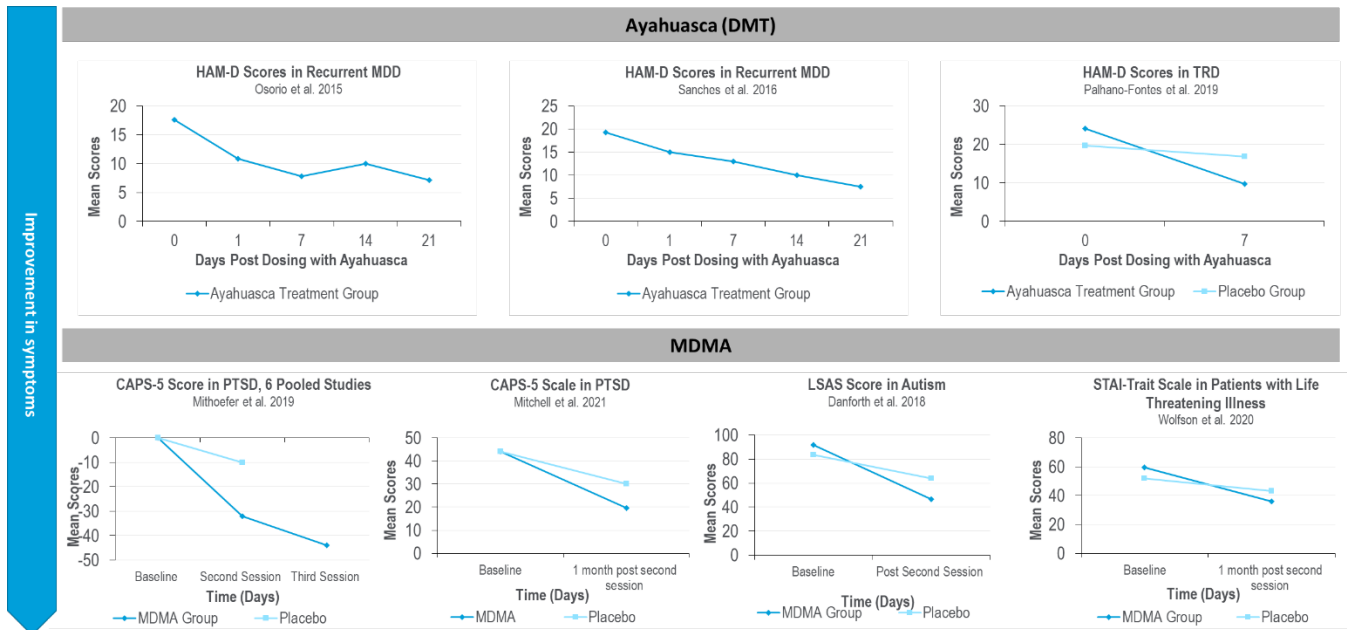 Improvement in symptoms
Ayahuasca (DMT)
HAM-D Scores in Recurrent MDD
Osorio et al. 2015
Mean Scores
20
15
10
5
0
0 1 7 14 21
Days Post Dosing with Ayahuasca
Ayahuasca Treatment Group
HAM-D Scores in Recurrent MDD
Sanches et al. 2016
Mean Scores
25
20
15
10
5
0
0 1 7 14 21
Days Post Dosing with Ayahuasca
Ayahuasca Treatment Group
HAM-D Scores in TRD
Palhano-Fontes et al. 2019
Mean Scores
30
20
10
0
0 7
Days Post Dosing with Ayahuasca
Ayahuasca Treatment Group Placebo Group
MDMA
CAPS-5 Score in PTSD, 6 Pooled Studies
Mithoefer et al. 2019
Mean, Scores,
0
-10
-20
-30
-40
-50
Baseline Second Session Third Session
Time (Days)
MDMA Group Placebo
CAPS-5 Scale in PTSD
Mitchell et al. 2021
Mean Scores
50
40
30
20
10
0
Baseline 1 month post second
session
Time (Days)
MDMA Placebo
LSAS Score in Autism
Danforth et al. 2018
Mean Scores
100
80
60
40
20
0
Baseline Post Second Session
Time (Days)
MDMA Group Placebo
STAI-Trait Scale in Patients with Life
Threatening Illness
Wolfson et al. 2020
Mean Scores
80
60
40
20
0
Baseline 1 month post second
session
Time (Days)
MDMA Group Placebo